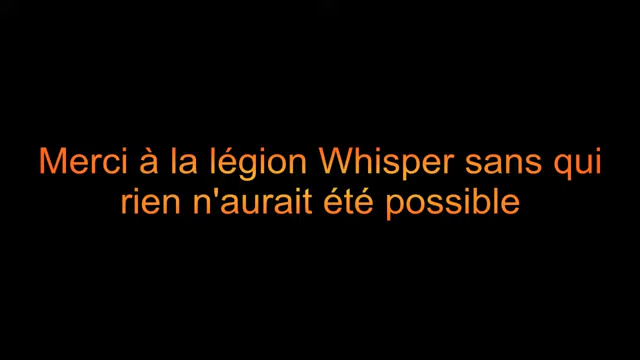 Merci à la légion Whisper sans qui
rien n'aurait été possible